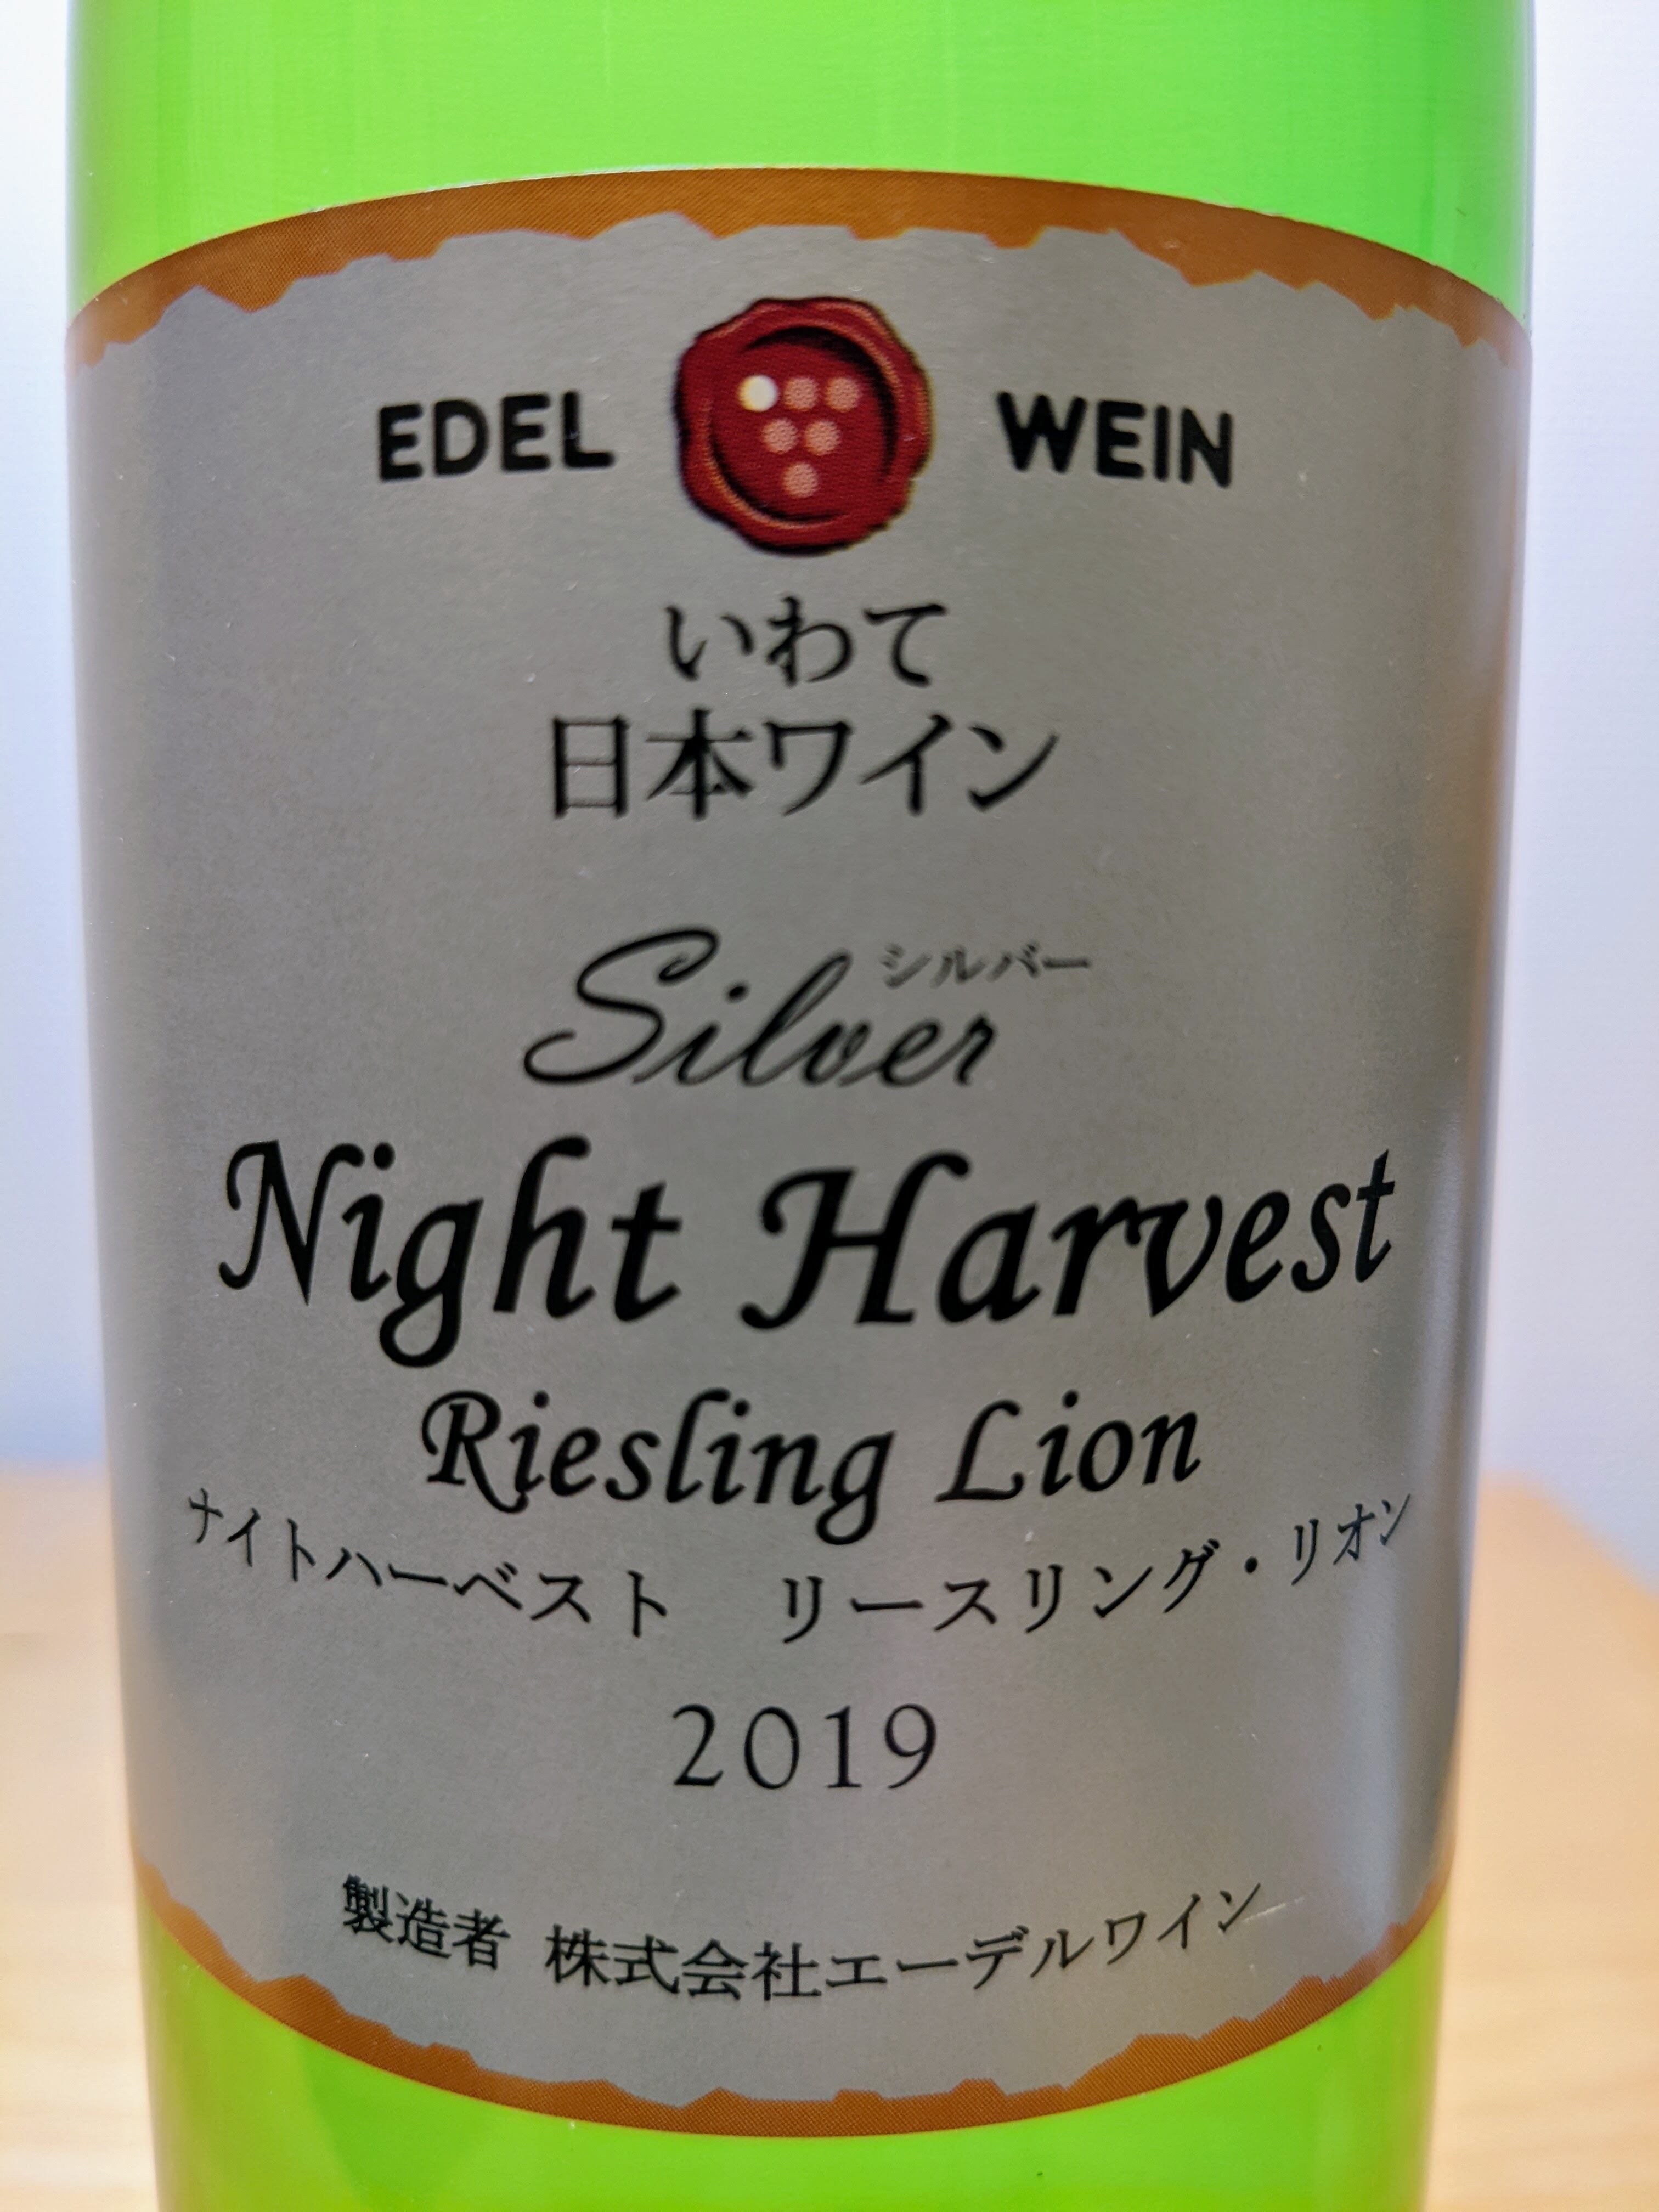 EDEL WEIN
いわて
日本ワイン
シルバー
Silver
Night Harvest
Riesling Lion
ナイトハーベスト リースリング・リオン
2019
製造者 株式会社エーデルワイン